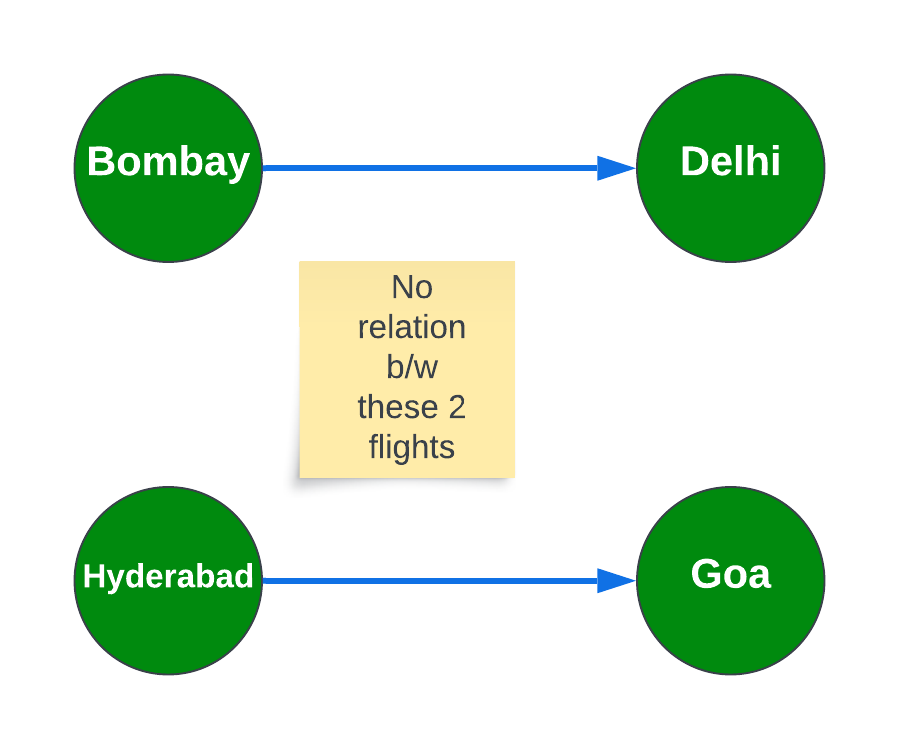 Bombay
Delhi
No
relation
b/w
these 2
flights
Hyderabad
Goa